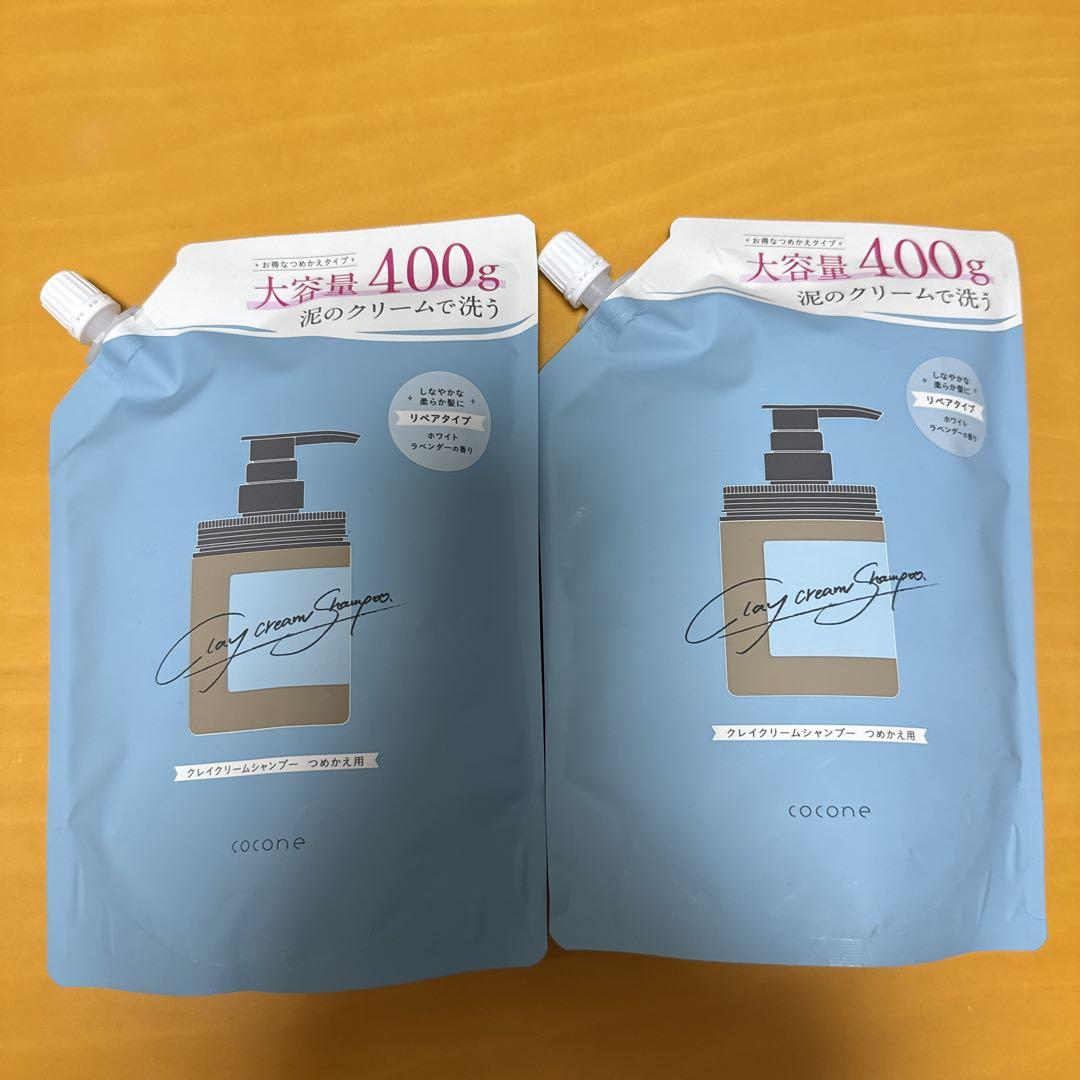 お得なつめかえタイプ
大容量 400g
泥のクリームで洗う
しなやかな
柔らか髪に
リペアタイプ
ホワイト
ラベンダーの香り
Clay cream Shampoo.
クレイクリームシャンプー つめかえ用
cocone
お得なつめかえタイプ
大容量 400g
泥のクリームで洗う
しなやかな
柔らか髪に
リペアタイプ
ホワイト
ラベンダーの香り
Clay cream Shampoo.
クレイクリームシャンプー つめかえ用
cocone